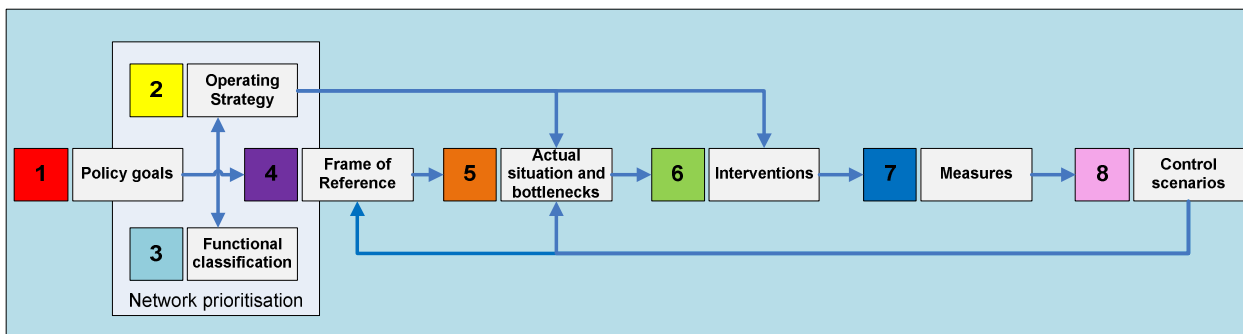 1
Policy goals
2
Operating
Strategy
3
Functional
classification
Network prioritisation
4
Frame of
Reference
5
Actual
situation and
bottlenecks
6
Interventions
7
Measures
8
Control
scenarios